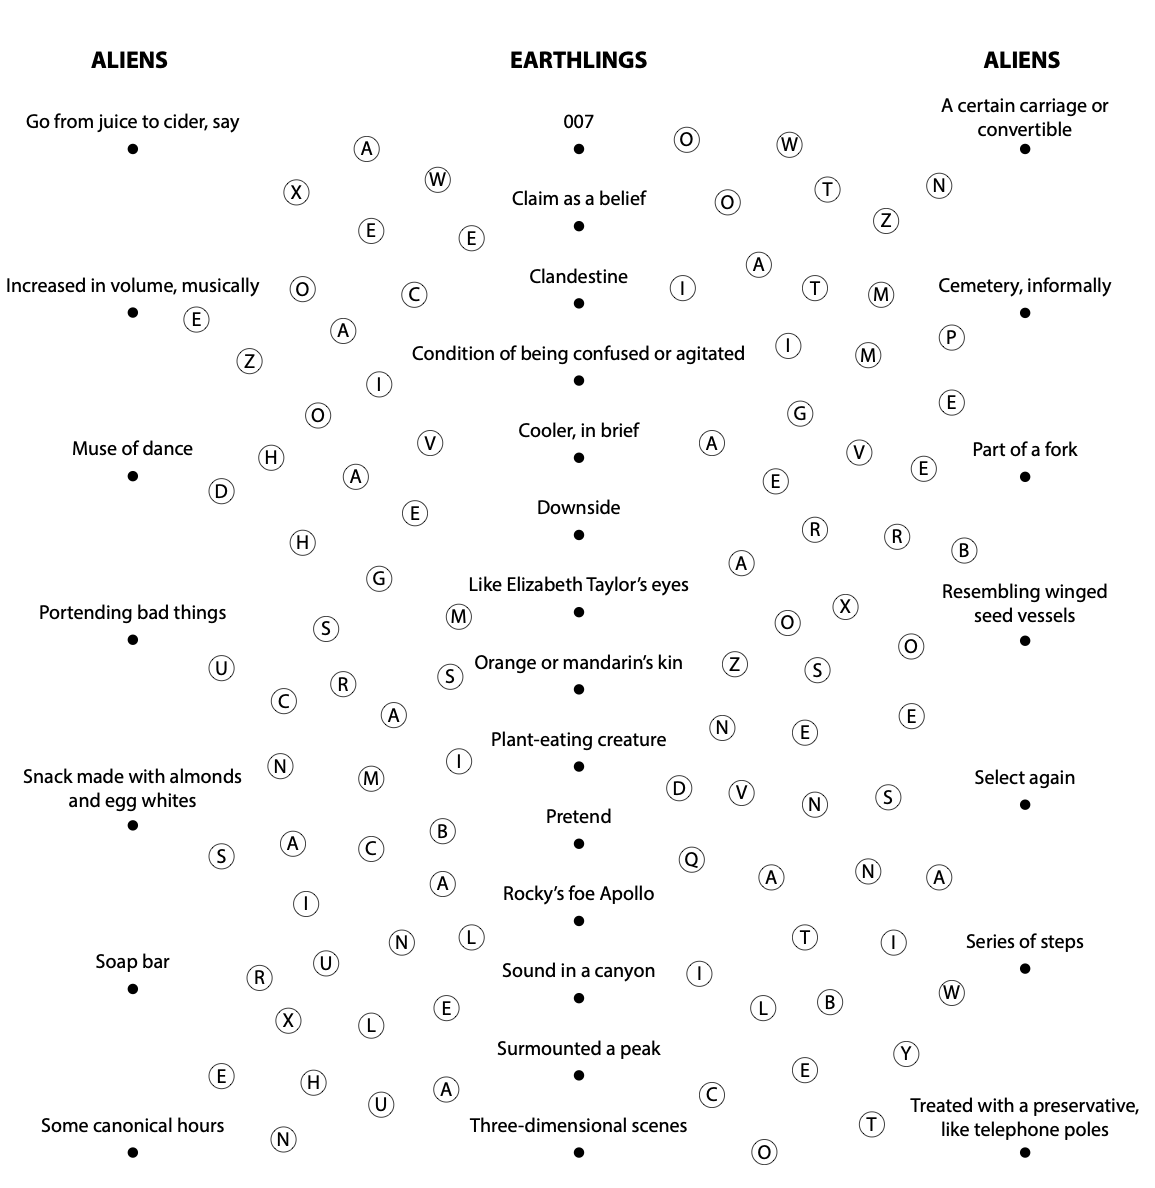 ALIENS
EARTHLINGS
ALIENS
Go from juice to cider, say
007
A certain carriage or
convertible
O
W
A
W
X
T
N
Claim as a belief
O
Z
E
E
A
Clandestine
Increased in volume, musically
O
C
I
T
M
Cemetery, informally
E
A
P
I
Condition of being confused or agitated
M
Z
I
E
O
G
Cooler, in brief
V
A
Muse of dance
H
V
Part of a fork
A
E
E
D
Downside
E
R
R
H
B
A
G
Like Elizabeth Taylor's eyes
Resembling winged
seed vessels
Portending bad things
M
X
S
O
O
Orange or mandarin's kin
U
S
Z
S
R
C
A
E
N
E
Plant-eating creature
N
I
Snack made with almonds
and egg whites
M
Select again
D
V
S
N
Pretend
B
A
C
S
Q
N
A
A
A
Rocky's foe Apollo
I
N
L
T
I
Series of steps
Soap bar
U
R
Sound in a canyon
I
W
X
L
E
L
B
Surmounted a peak
Y
E
H
E
U
A
C
Some canonical hours
N
Three-dimensional scenes
T
Treated with a preservative,
like telephone poles
O